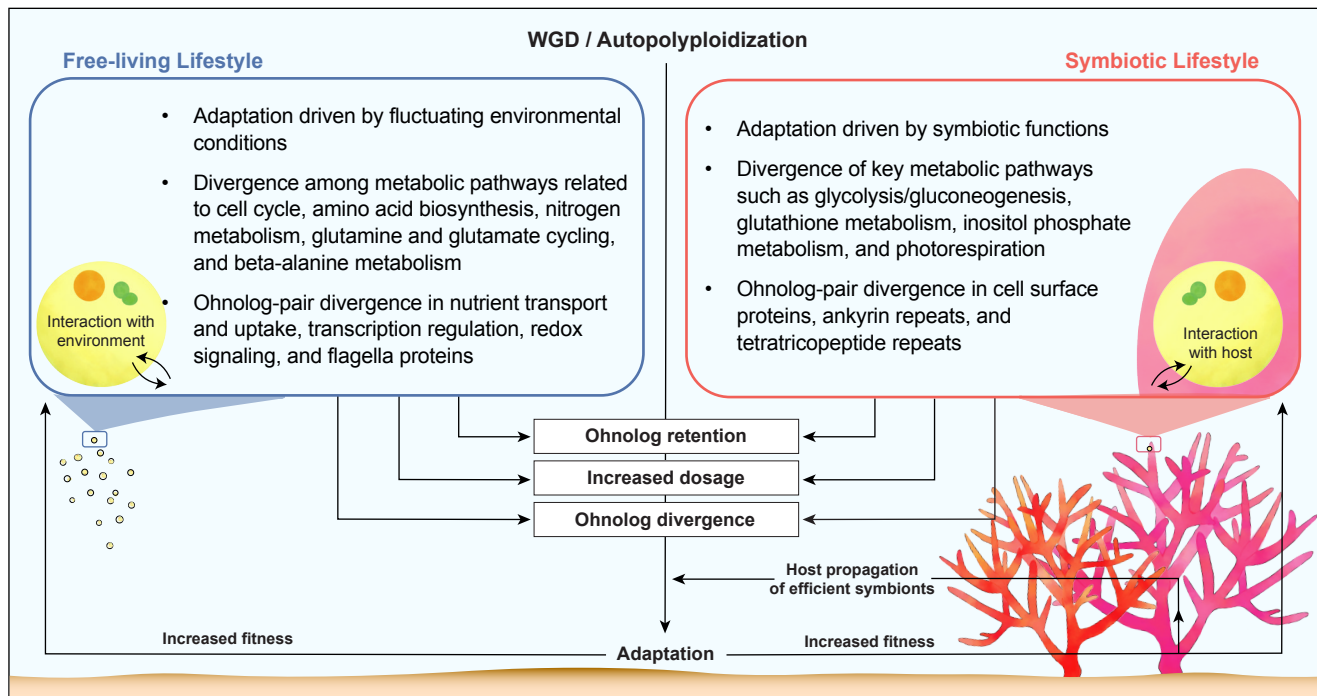 WGD / Autopolyploidization
Free-living Lifestyle
• Adaptation driven by fluctuating environmental
conditions
• Divergence among metabolic pathways related
to cell cycle, amino acid biosynthesis, nitrogen
metabolism, glutamine and glutamate cycling,
and beta-alanine metabolism
• Ohnolog-pair divergence in nutrient transport
and uptake, transcription regulation, redox
signaling, and flagella proteins
Interaction with
environment
Symbiotic Lifestyle
• Adaptation driven by symbiotic functions
• Divergence of key metabolic pathways
such as glycolysis/gluconeogenesis,
glutathione metabolism, inositol phosphate
metabolism, and photorespiration
• Ohnolog-pair divergence in cell surface
proteins, ankyrin repeats, and
tetratricopeptide repeats
Interaction
with host
Ohnolog retention
Increased dosage
Ohnolog divergence
Host propagation
of efficient symbionts
Increased fitness
Adaptation
Increased fitness